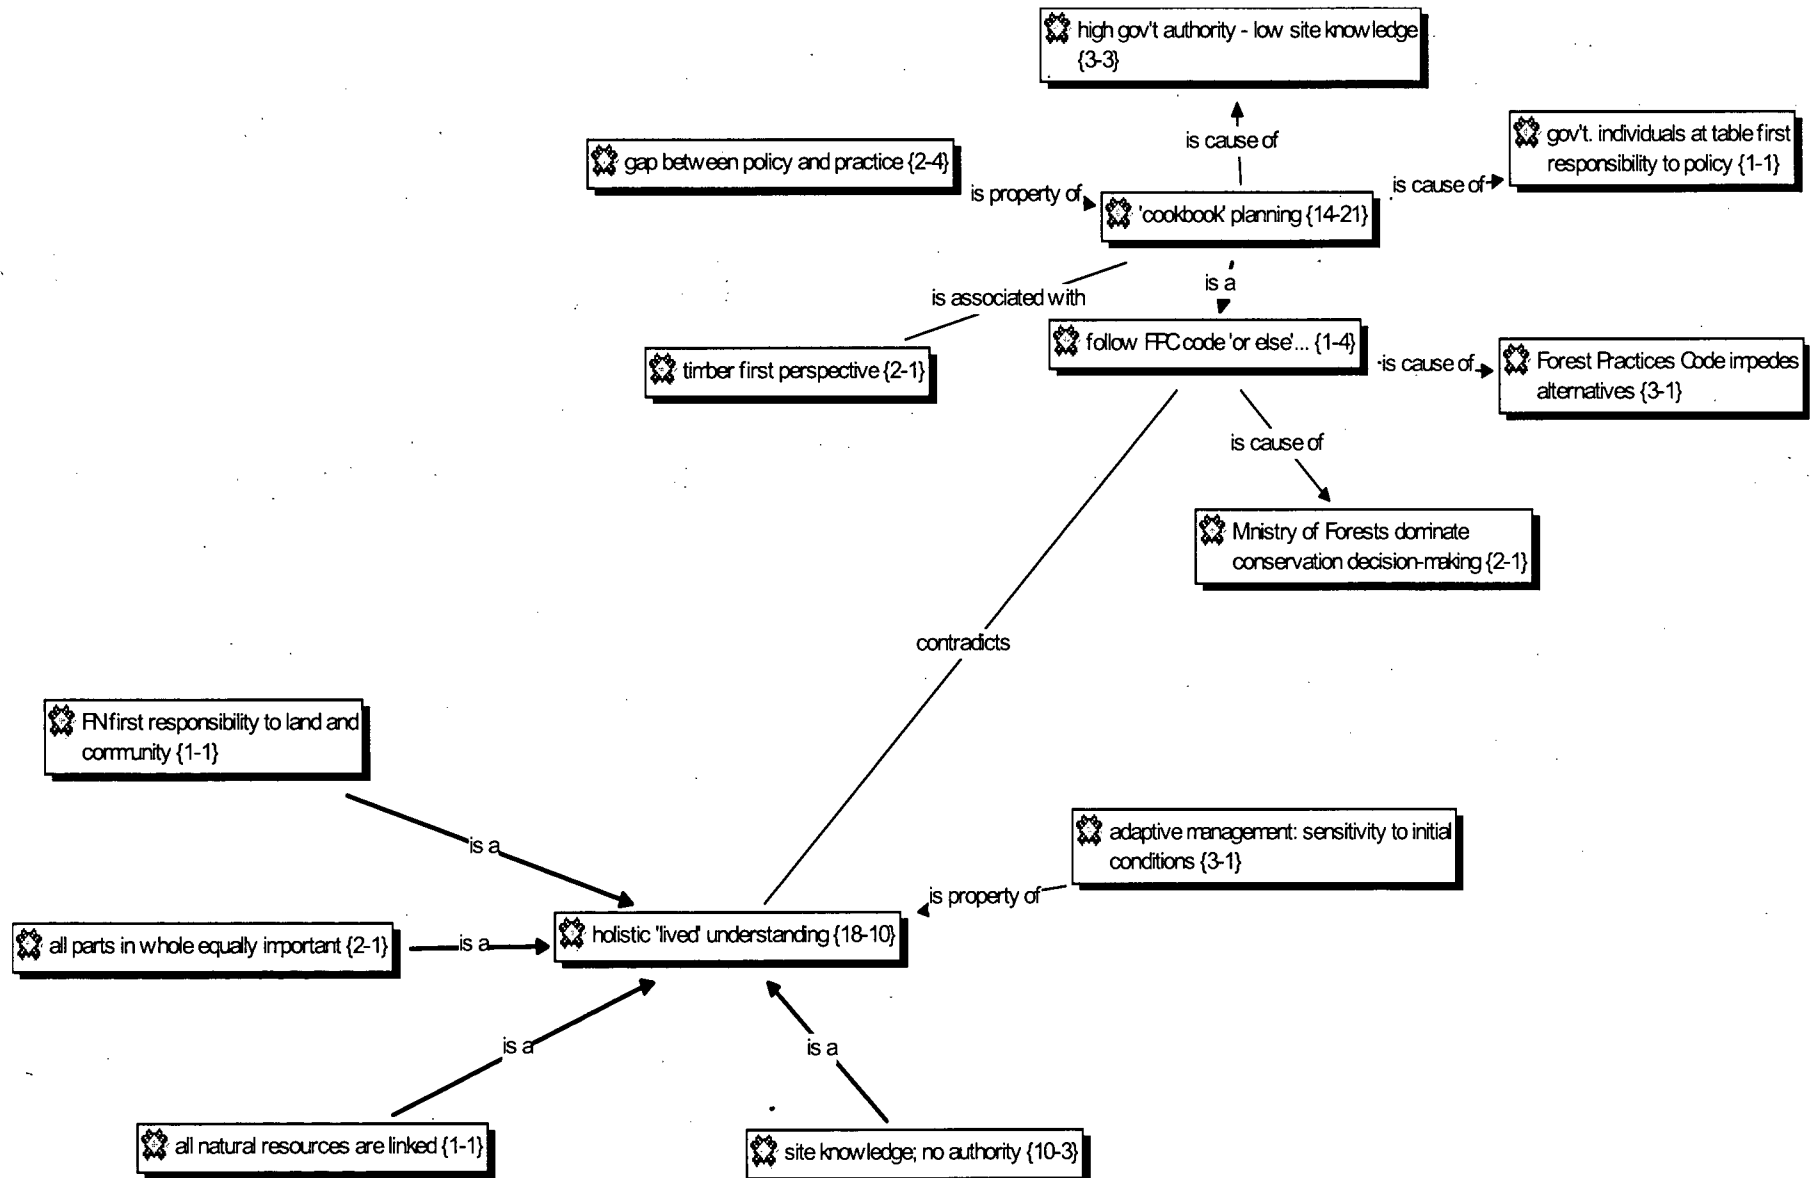 high gov't authority - low site knowledge
{3-3}
is cause of
gov't. individuals at table first
responsibility to policy {1-1}
gap between policy and practice {2-4}
is property of
is cause of
'cookbook' planning {14-21}
is associated with
is a
follow FPC code 'or else'... {1-4}
timber first perspective {2-1}
is cause of
Forest Practices Code impedes
alternatives {3-1}
is cause of
Ministry of Forests dominate
conservation decision-making {2-1}
contradicts
FN first responsibility to land and
community {1-1}
is a
adaptive management: sensitivity to initial
conditions {3-1}
is property of
all parts in whole equally important {2-1}
is a
holistic 'lived' understanding {18-10}
is a
is a
all natural resources are linked {1-1}
site knowledge; no authority {10-3}